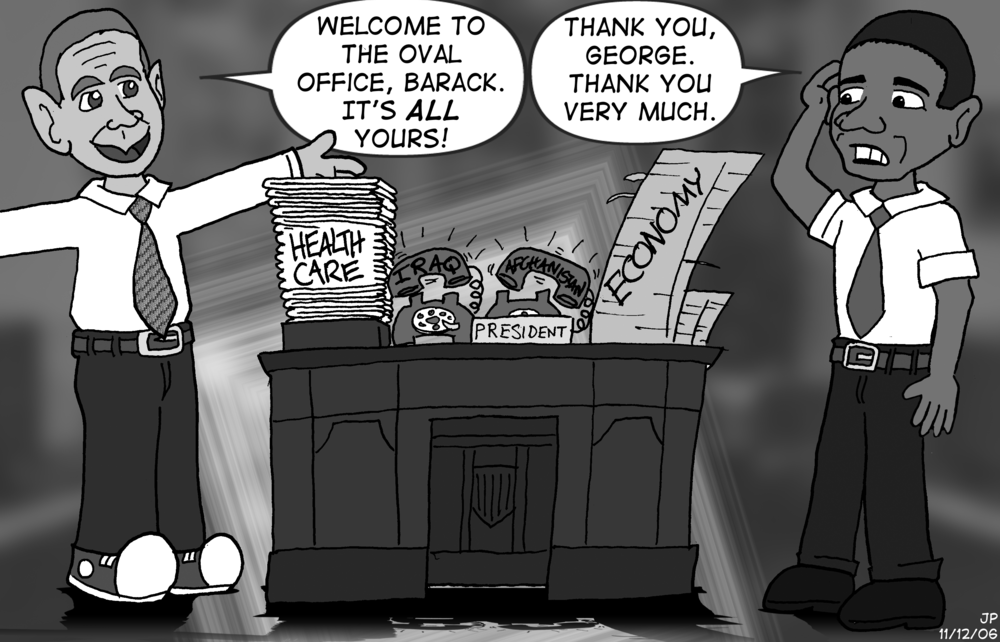 WELCOME TO
THE OVAL
OFFICE, BARACK.
IT'S ALL
YOURS!
THANK YOU,
GEORGE.
THANK YOU
VERY MUCH.
HEALTH
CARE
IRAQ
AFGHANISTAN
PRESIDENT
ECONOMY
JP
11/12/08